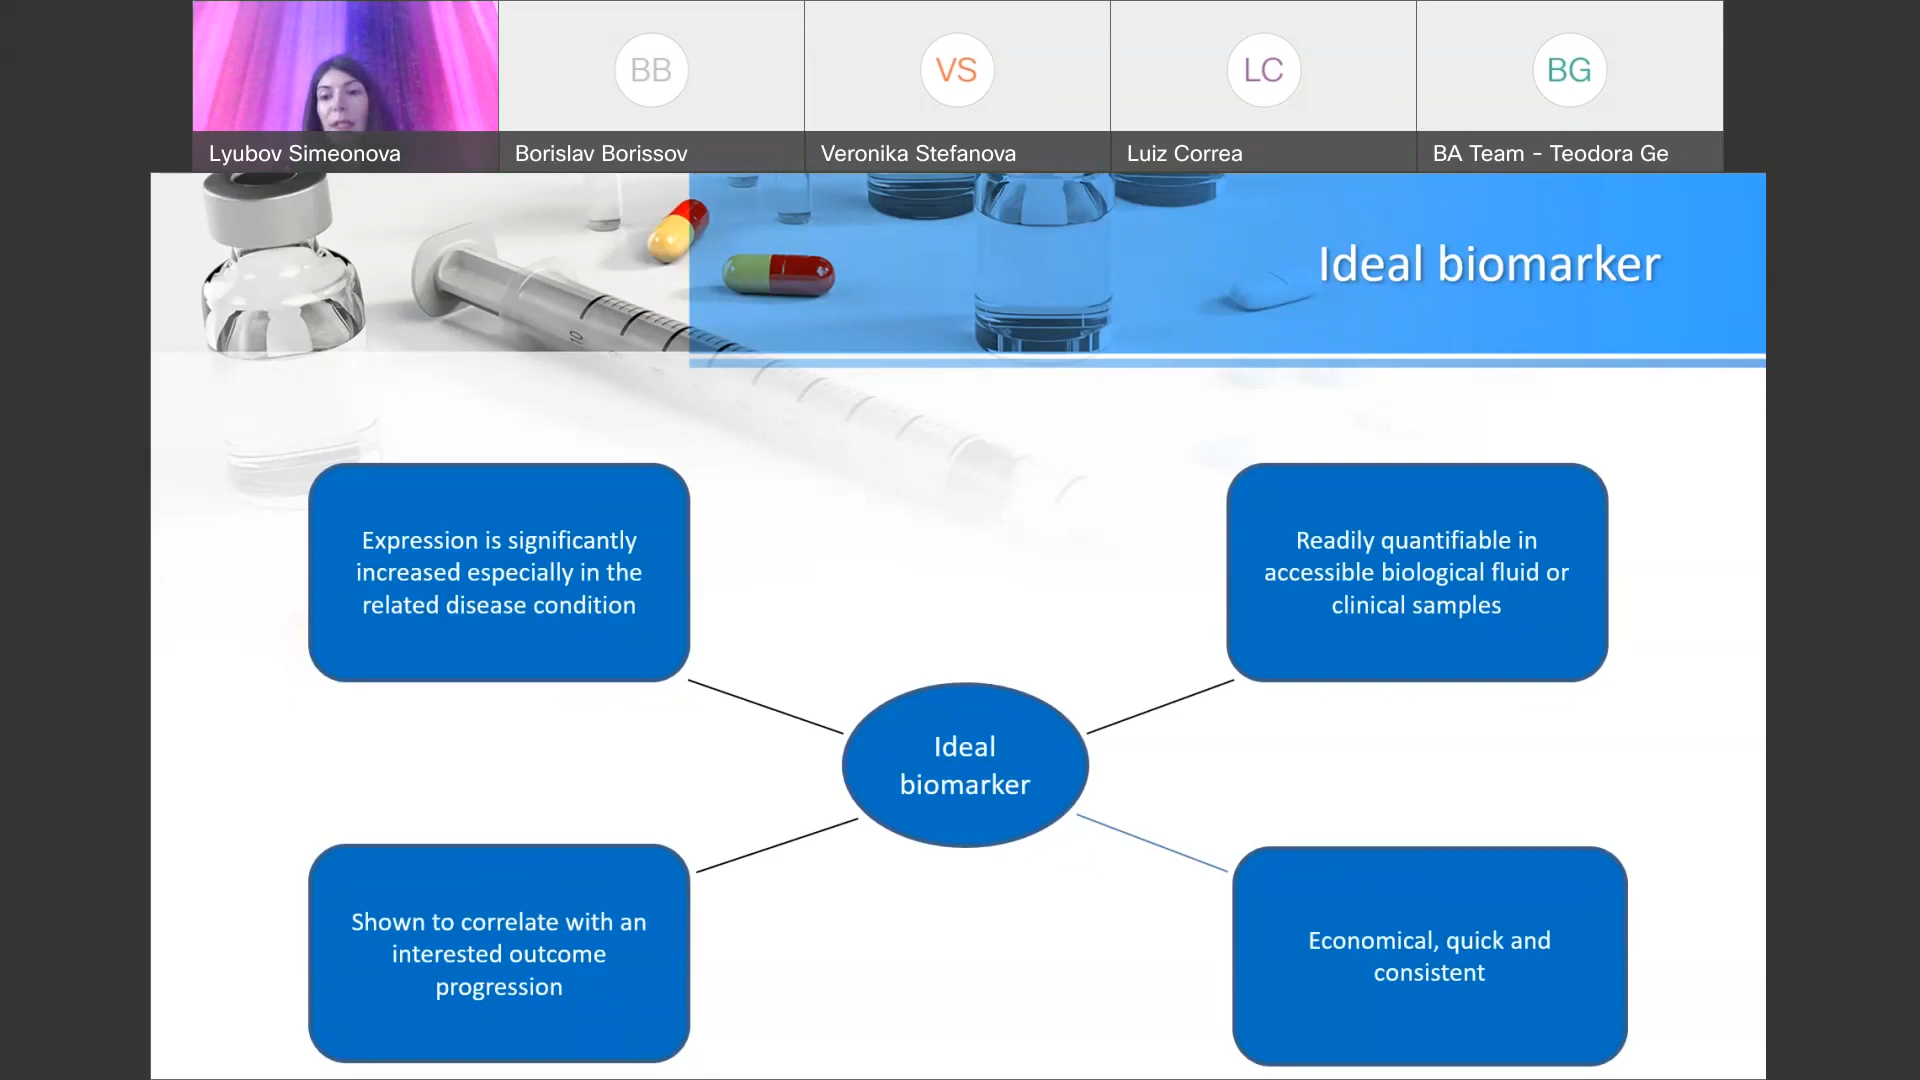 BB
VS
LC
BG
Lyubov Simeonova
Borislav Borissov
Veronika Stefanova
Luiz Correa
BA Team - Teodora Ge
Ideal biomarker
10
Expression is significantly
increased especially in the
related disease condition
Readily quantifiable in
accessible biological fluid or
clinical samples
Ideal
biomarker
Shown to correlate with an
interested outcome
progression
Economical, quick and
consistent